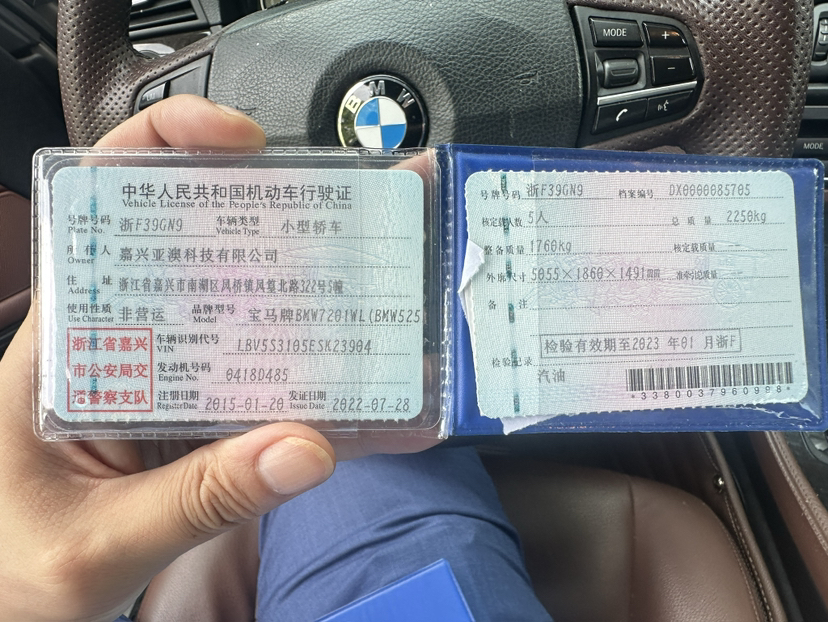 MODE
+
−
BMW
MODE
中华人民共和国机动车行驶证
Vehicle License of the People's Republic of China
号牌号码 浙F39GN9 车辆类型 小型轿车
Plate No. Vehicle Type
所有人 嘉兴亚澳科技有限公司
Owner
住址 浙江省嘉兴市南湖区凤桥镇凤篁北路322号5幢
Address
使用性质 非营运 品牌型号 宝马牌BMW7201WL(BMW525
Use Character Model
浙江省嘉兴
市公安局交
通警察支队
车辆识别代号 LBV5S3105ESK23904
VIN
发动机号码 0418D485
Engine No.
注册日期 2015-01-20 发证日期 2022-07-28
Register Date Issue Date
号牌号码 浙F39GN9 档案编号 DX0000085705
核定载人数 5人 总质量 2250kg
整备质量 1760kg 核定载质量 --
外廓尺寸 5055×1860×1491mm 准牵引总质量 --
备注
检验记录 检验有效期至2023年01月浙F
汽油
*3380037960998*